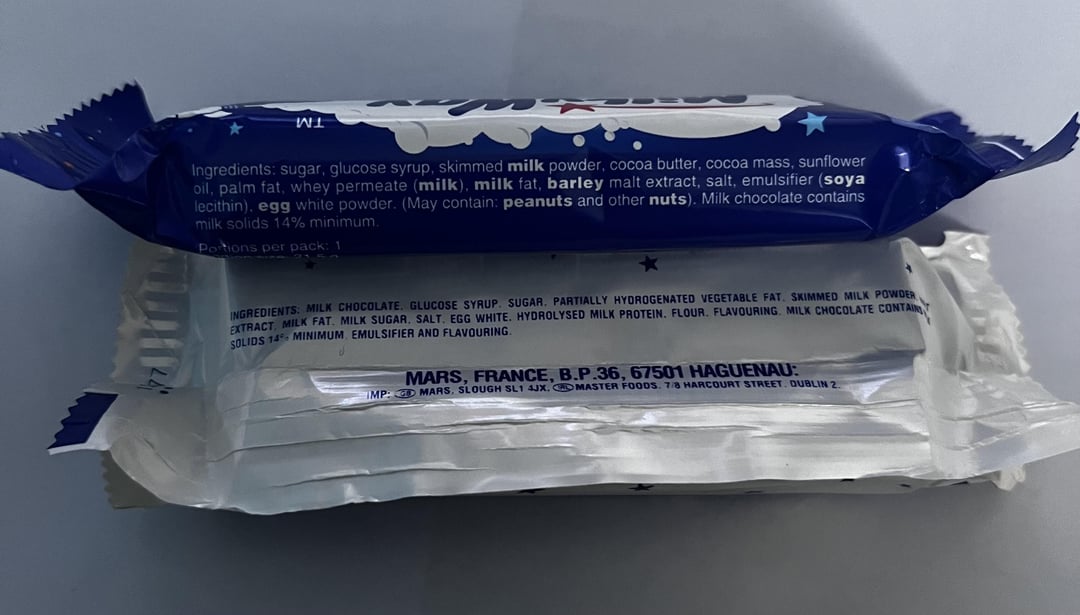 TM
Ingredients: sugar, glucose syrup, skimmed milk powder, cocoa butter, cocoa mass, sunflower
oil, palm fat, whey permeate (milk), milk fat, barley malt extract, salt, emulsifier (soya
lecithin), egg white powder. (May contain: peanuts and other nuts). Milk chocolate contains
milk solids 14% minimum.
Portions per pack: 1
INGREDIENTS: MILK CHOCOLATE. GLUCOSE SYRUP. SUGAR. PARTIALLY HYDROGENATED VEGETABLE FAT. SKIMMED MILK POWDER.
EXTRACT. MILK FAT. MILK SUGAR, SALT, EGG WHITE. HYDROLYSED MILK PROTEIN. FLOUR. FLAVOURING. MILK CHOCOLATE CONTAINS
SOLIDS 14% MINIMUM, EMULSIFIER AND FLAVOURING.
MARS, FRANCE, B.P.36, 67501 HAGUENAU:
IMP: GB MARS, SLOUGH SL1 4JX. IRL MASTER FOODS. 7/8 HARCOURT STREET. DUBLIN 2.